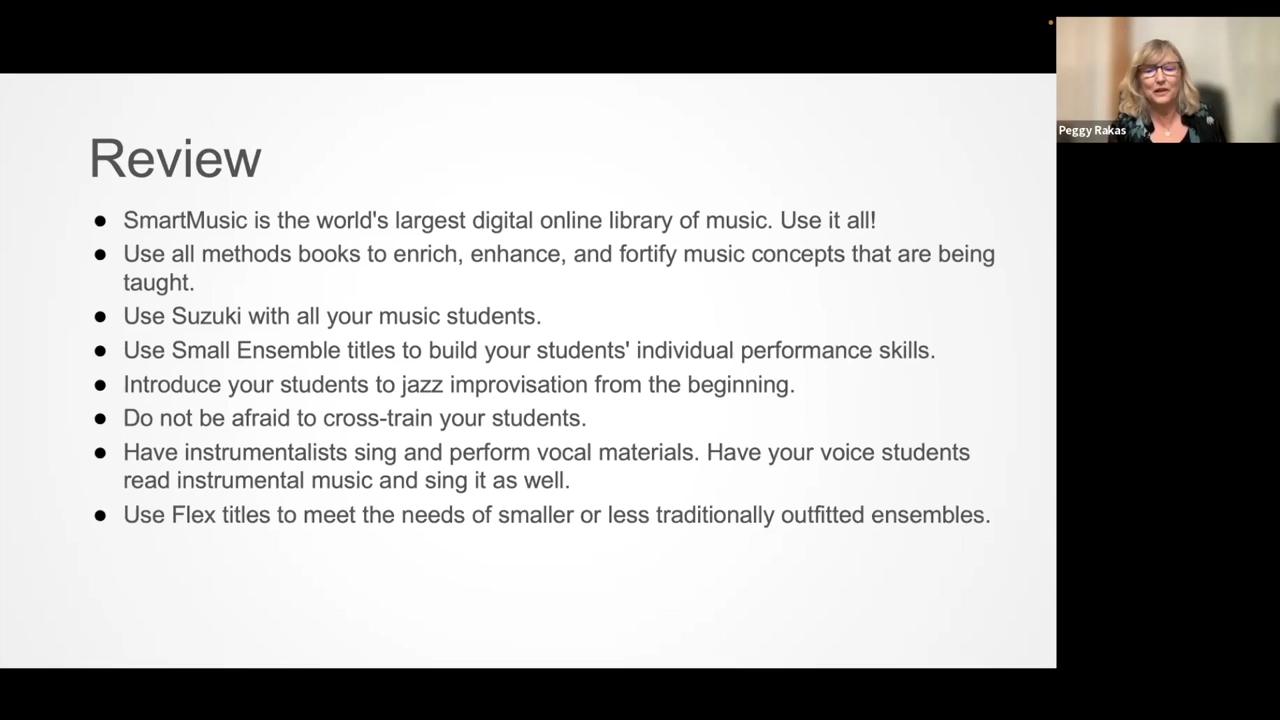 Review
● SmartMusic is the world's largest digital online library of music. Use it all!
● Use all methods books to enrich, enhance, and fortify music concepts that are being
taught.
● Use Suzuki with all your music students.
● Use Small Ensemble titles to build your students' individual performance skills.
● Introduce your students to jazz improvisation from the beginning.
● Do not be afraid to cross-train your students.
● Have instrumentalists sing and perform vocal materials. Have your voice students
read instrumental music and sing it as well.
● Use Flex titles to meet the needs of smaller or less traditionally outfitted ensembles.
Peggy Rakas